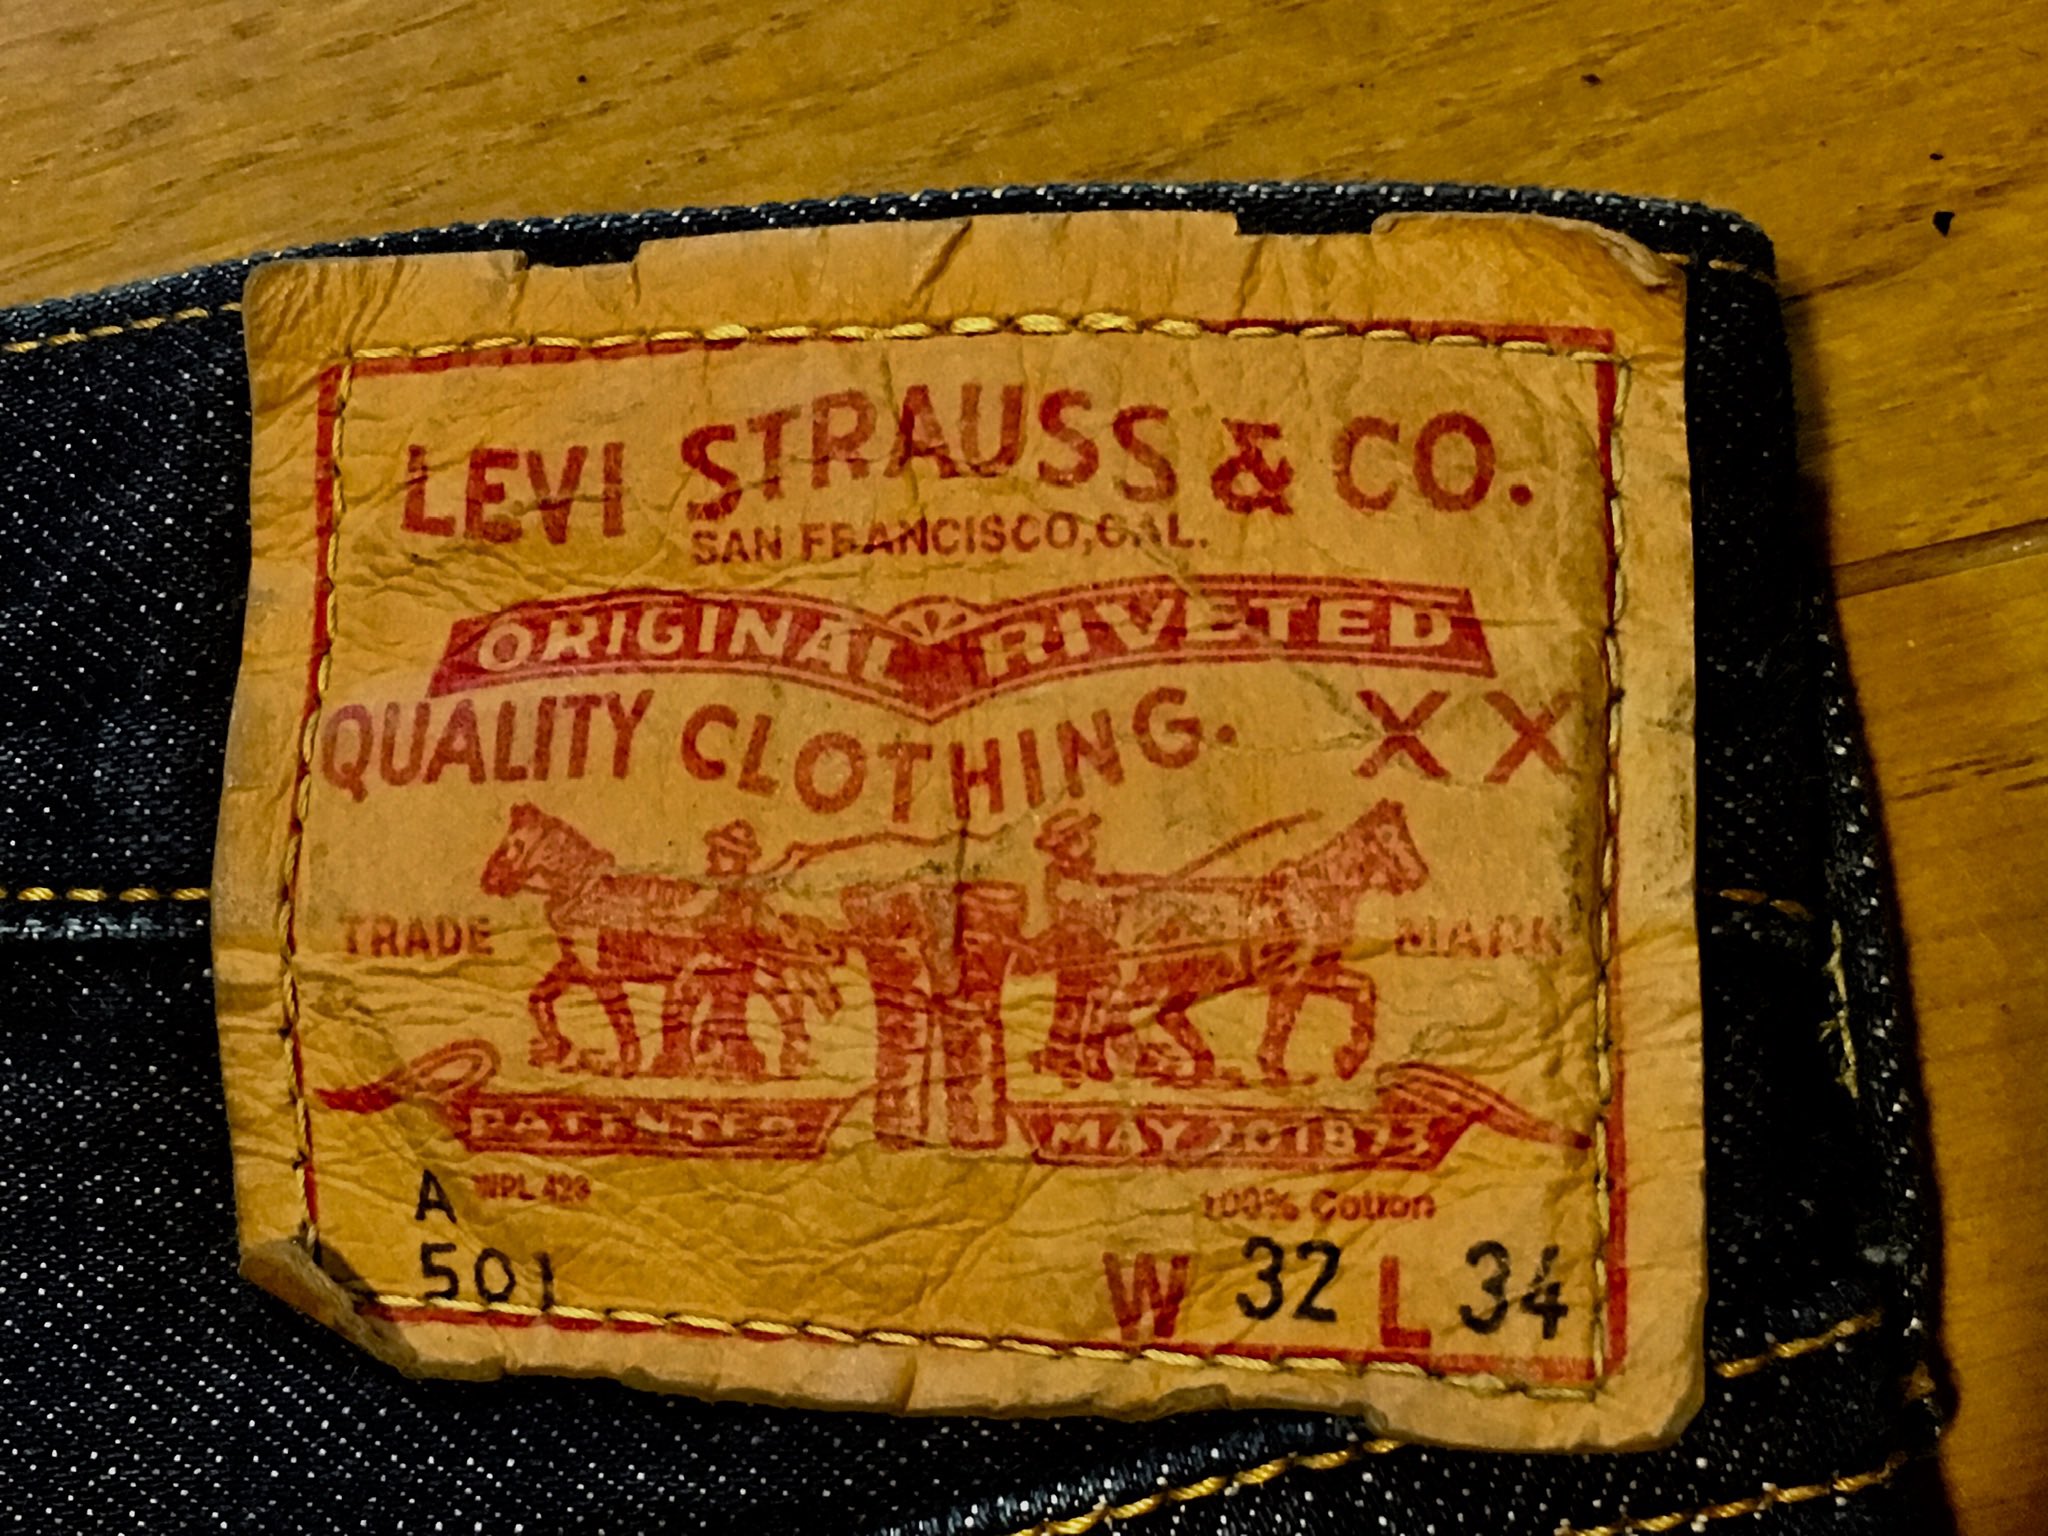 LEVI STRAUSS & CO.
SAN FRANCISCO, CAL.
ORIGINAL RIVETED
QUALITY CLOTHING. XX
TRADE MARK
PATENTED MAY 20 1873
A WPL 423 100% Cotton
501 W 32 L 34